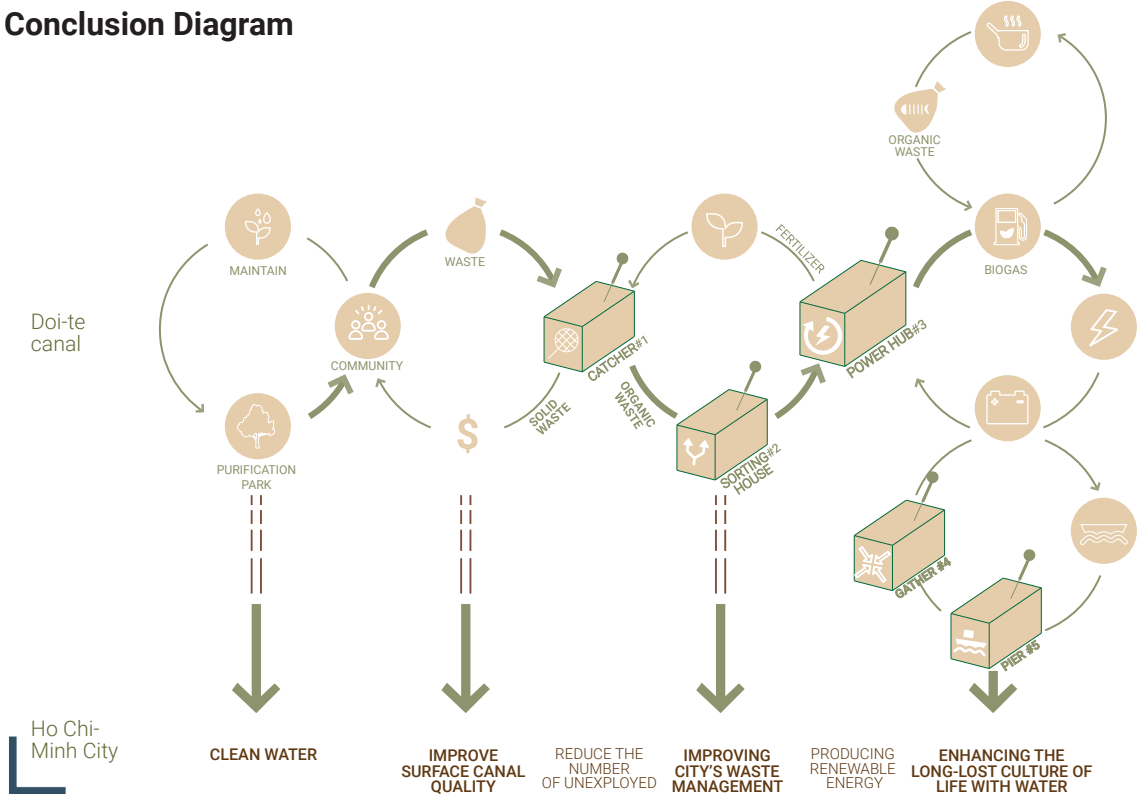 Conclusion Diagram
ORGANIC
WASTE
MAINTAIN
WASTE
FERTILIZER
BIOGAS
Doi-te
canal
COMMUNITY
CATCHER#1
POWER HUB#3
SOLID
WASTE
ORGANIC
WASTE
$
SORTING#2
HOUSE
PURIFICATION
PARK
GATHER #4
PIER #5
Ho Chi-
Minh City
CLEAN WATER
IMPROVE
SURFACE CANAL
QUALITY
REDUCE THE
NUMBER
OF UNEXPLOYED
IMPROVING
CITY'S WASTE
MANAGEMENT
PRODUCING
RENEWABLE
ENERGY
ENHANCING THE
LONG-LOST CULTURE OF
LIFE WITH WATER